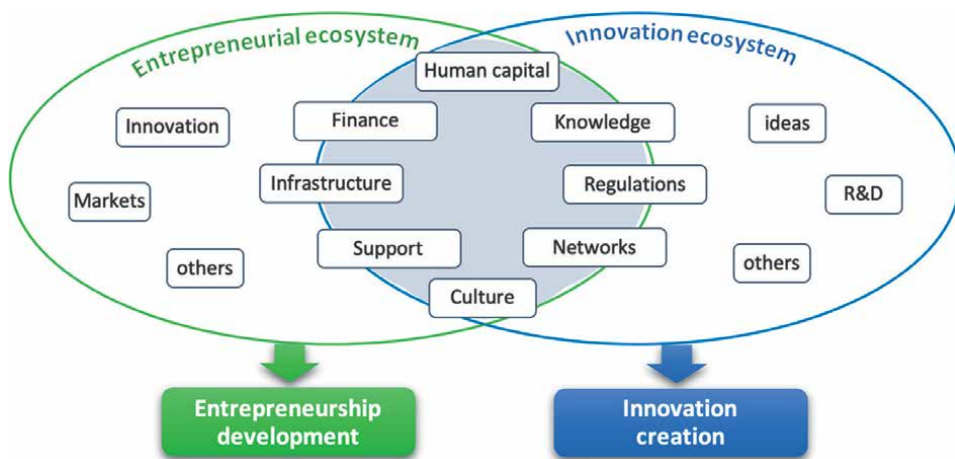 Entrepreneurial ecosystem
Innovation ecosystem
Human capital
Innovation
Finance
Knowledge
ideas
Markets
Infrastructure
Regulations
R&D
others
Support
Networks
others
Culture
Entrepreneurship
development
Innovation
creation